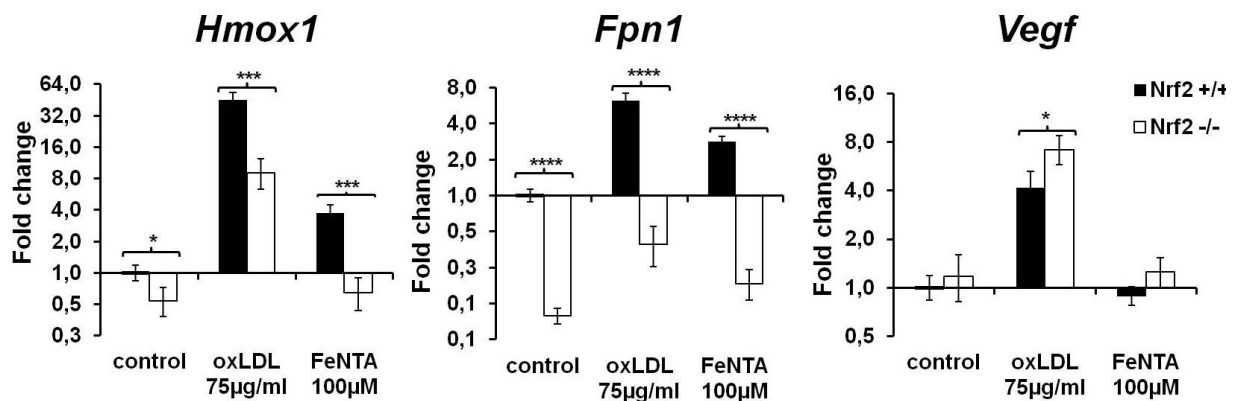 Hmox1
Fold change
64,0
32,0
16,0
8,0
4,0
2,0
1,0
0,5
0,3
*
***
***
control
oxLDL
75µg/ml
FeNTA
100µM
Fpn1
Fold change
8,0
4,0
2,0
1,0
0,5
0,3
0,1
0,1
****
****
****
control
oxLDL
75µg/ml
FeNTA
100µM
Vegf
Fold change
16,0
8,0
4,0
2,0
1,0
0,5
*
control
oxLDL
75µg/ml
FeNTA
100µM
Nrf2 +/+
Nrf2 -/-